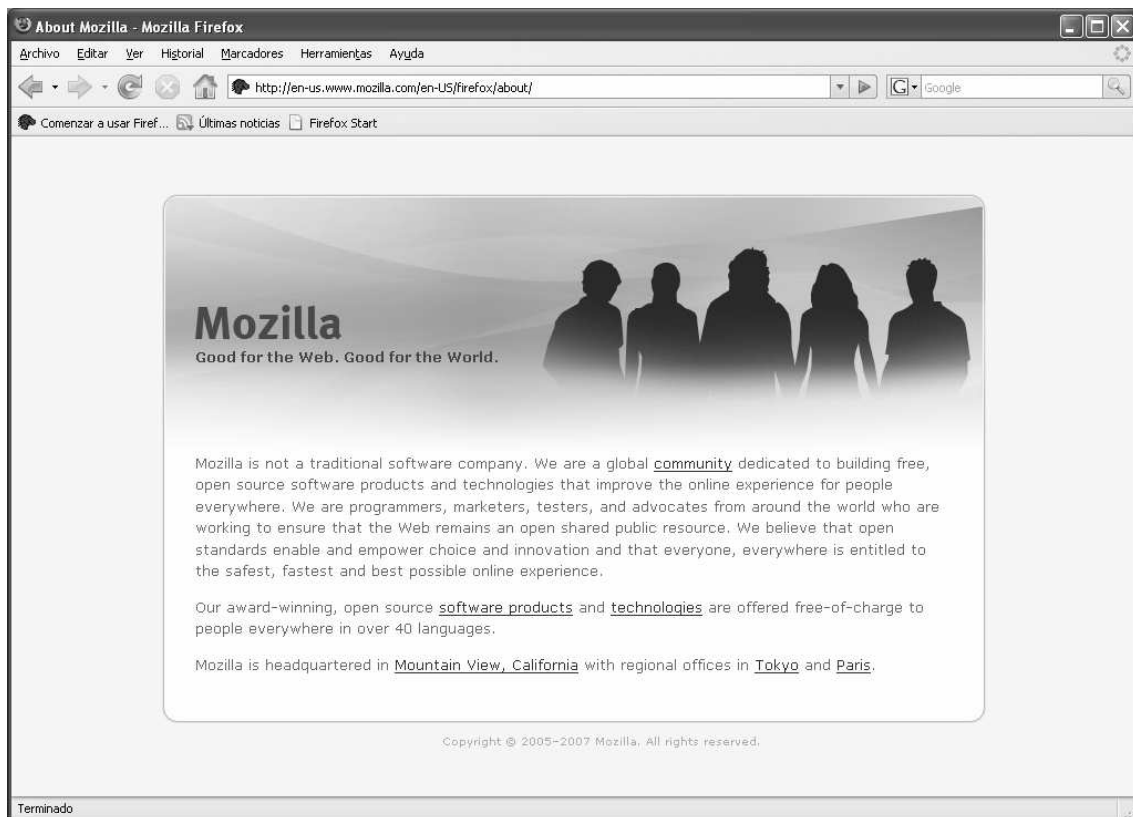 About Mozilla - Mozilla Firefox
Archivo Editar Ver Historial Marcadores Herramientas Ayuda
http://en-us.www.mozilla.com/en-US/firefox/about/ G Google
Comenzar a usar Firef... Últimas noticias Firefox Start
Mozilla
Good for the Web. Good for the World.
Mozilla is not a traditional software company. We are a global community dedicated to building free,
open source software products and technologies that improve the online experience for people
everywhere. We are programmers, marketers, testers, and advocates from around the world who are
working to ensure that the Web remains an open shared public resource. We believe that open
standards enable and empower choice and innovation and that everyone, everywhere is entitled to
the safest, fastest and best possible online experience.
Our award-winning, open source software products and technologies are offered free-of-charge to
people everywhere in over 40 languages.
Mozilla is headquartered in Mountain View, California with regional offices in Tokyo and Paris.
Copyright © 2005-2007 Mozilla. All rights reserved.
Terminado